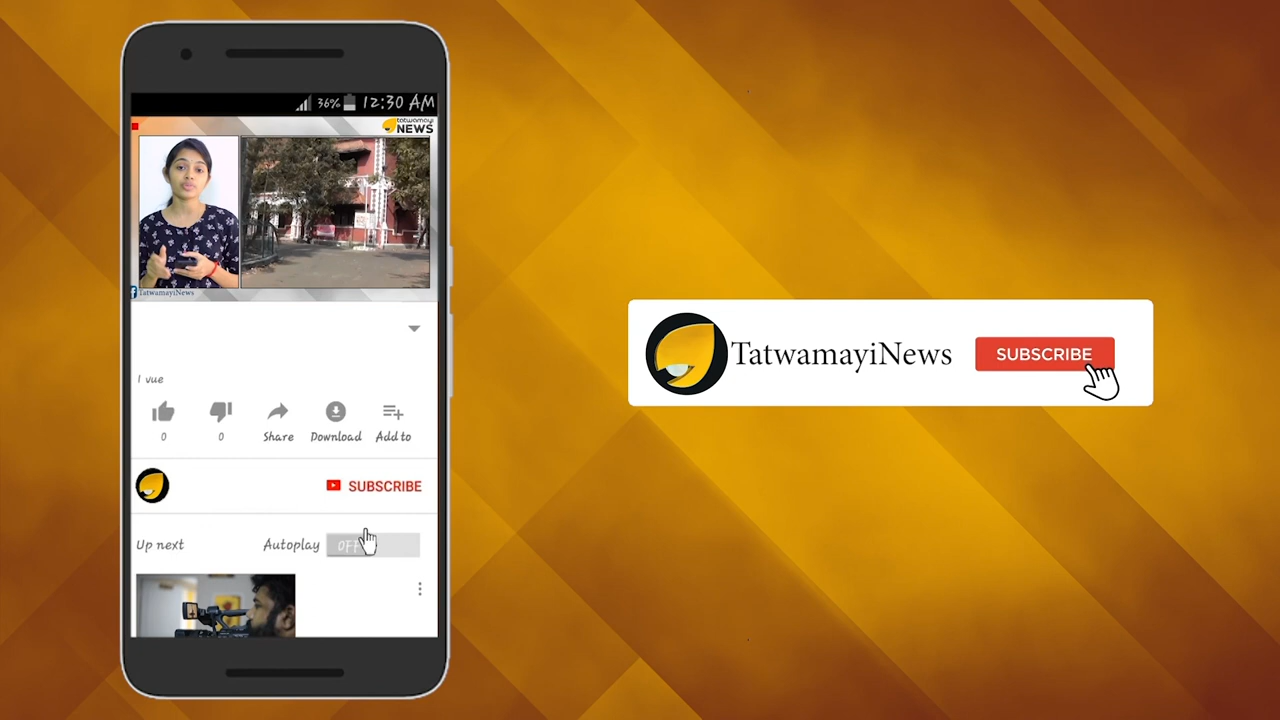 36% 12:30 AM
tatwamayi
NEWS
TatwamayiNews
1 vue
0 0 Share Download Add to
SUBSCRIBE
Up next Autoplay OFF
TatwamayiNews SUBSCRIBE